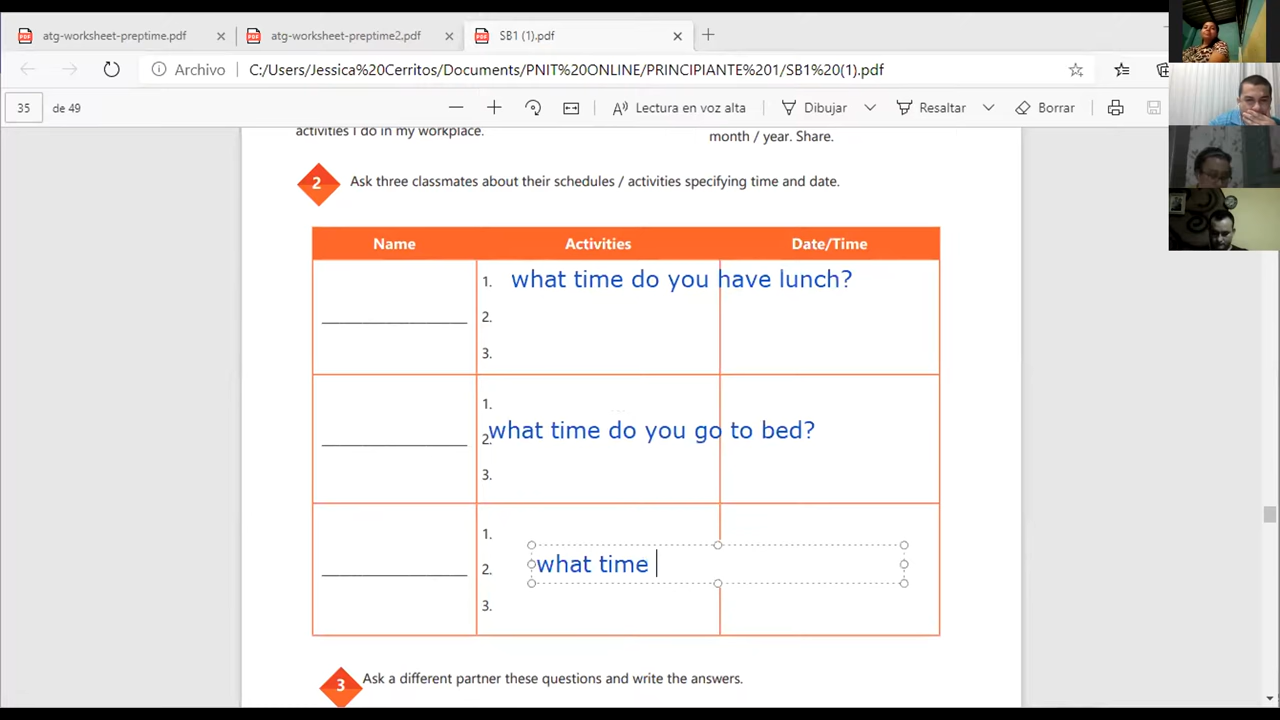 atg-worksheet-preptime.pdf
atg-worksheet-preptime2.pdf
SB1 (1).pdf
Archivo
C:/Users/Jessica%20Cerritos/Documents/PNIT%20ONLINE/PRINCIPIANTE%201/SB1%20(1).pdf
35 de 49
Lectura en voz alta
Dibujar
Resaltar
Borrar
activities I do in my workplace.
month / year. Share.
2 Ask three classmates about their schedules / activities specifying time and date.
Name Activities Date/Time
1. what time do you have lunch?
2.
3.
1.
2. what time do you go to bed?
3.
1.
2. what time
3.
3 Ask a different partner these questions and write the answers.